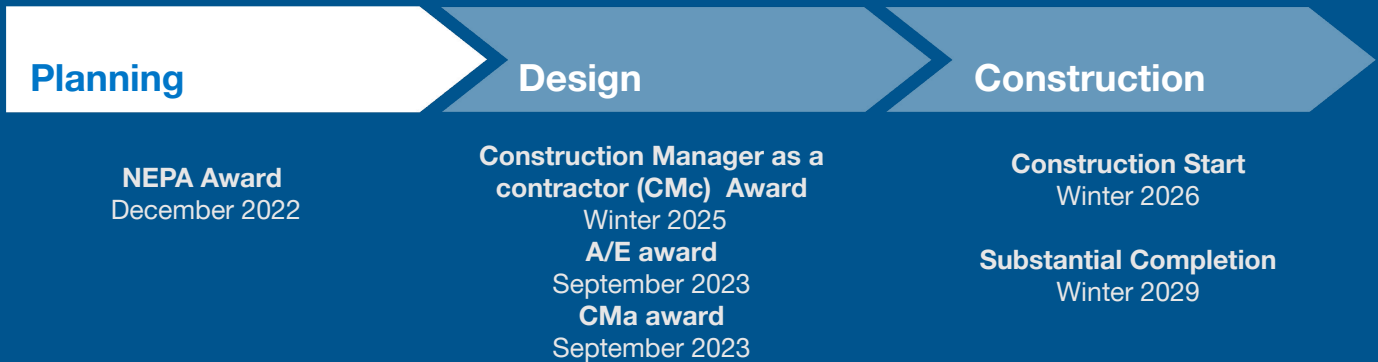 Planning
Design
Construction
NEPA Award
December 2022
Construction Manager as a
contractor (CMc) Award
Winter 2025
A/E award
September 2023
CMa award
September 2023
Construction Start
Winter 2026
Substantial Completion
Winter 2029